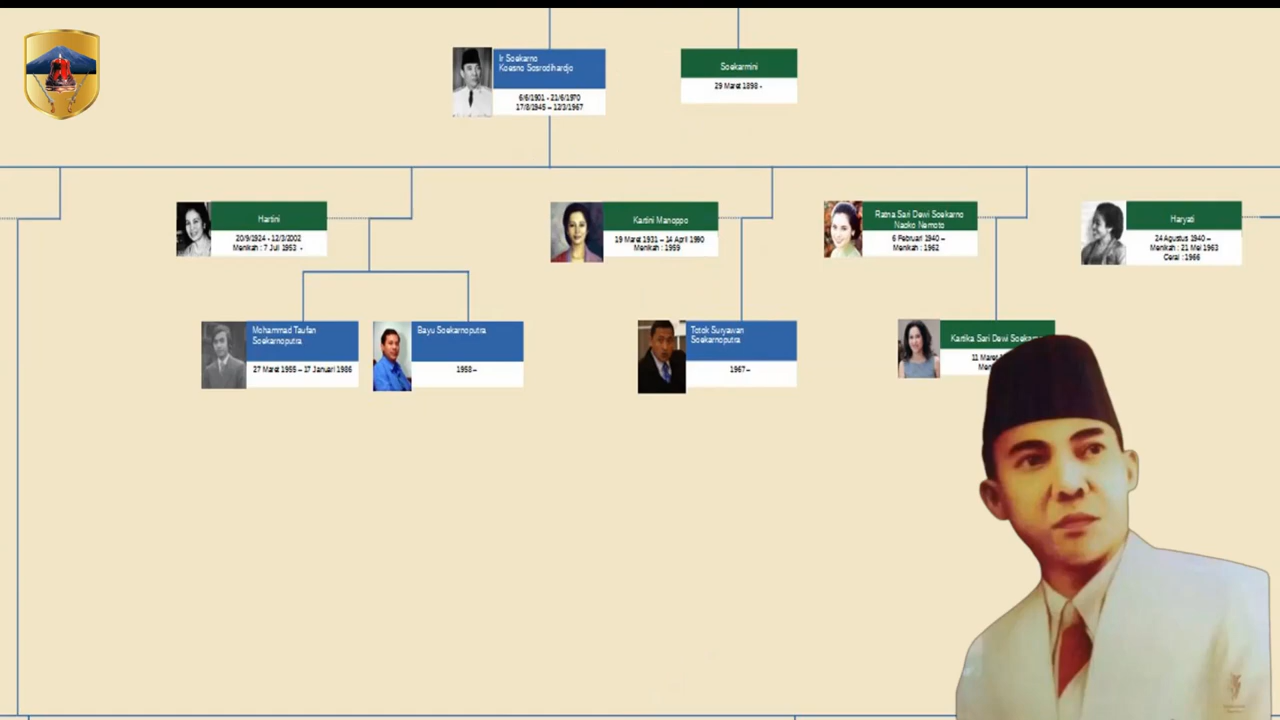 Ir Soekarno
Koesno Sosrodihardjo
6/6/1901 - 21/6/1970
17/8/1945 – 12/3/1967
Soekarmini
29 Maret 1898 -
Hartini
20/9/1924 - 12/3/2002
Menikah : 7 Juli 1953 -
Kartini Manoppo
19 Maret 1931 – 14 April 1990
Menikah : 1959
Ratna Sari Dewi Soekarno
Naoko Nemoto
6 Februari 1940 –
Menikah : 1962
Haryati
24 Agustus 1940 –
Menikah : 21 Mei 1963
Cerai : 1966
Mohammad Taufan
Soekarnoputra
27 Maret 1955 – 17 Januari 1986
Bayu Soekarnoputra
1958 –
Totok Suryawan
Soekarnoputra
1967 –
Kartika Sari Dewi
11 Maret